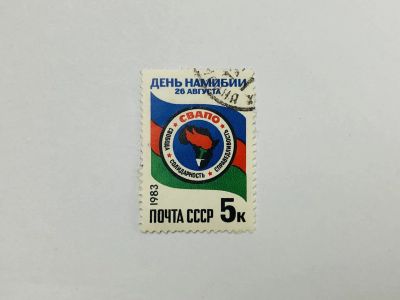 ДЕНЬ НАМИБИИ
26 АВГУСТА
СВАПО
СВОБОДА ★ СОЛИДАРНОСТЬ ★ СПРАВЕДЛИВОСТЬ
1983
ПОЧТА СССР 5к